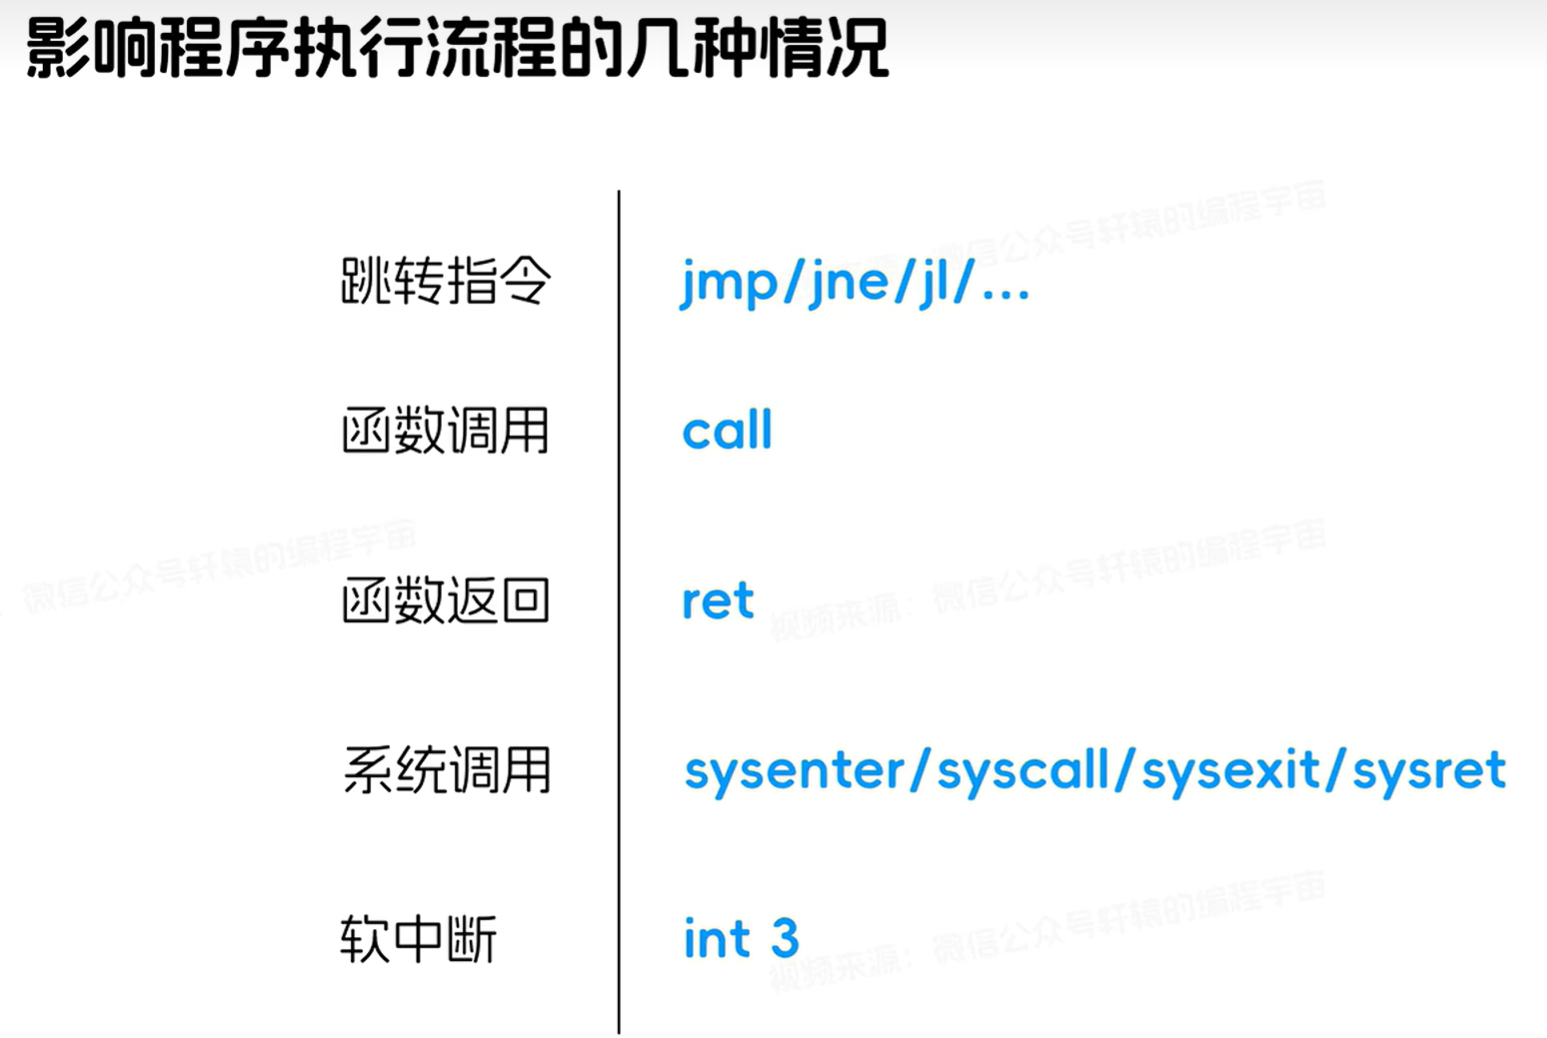 影响程序执行流程的几种情况
视频来源：微信公众号轩辕的编程宇宙
跳转指令 jmp/jne/jl/...
函数调用 call
微信公众号轩辕的编程宇宙
视频来源：微信公众号轩辕的编程宇宙
函数返回 ret
系统调用 sysenter/syscall/sysexit/sysret
视频来源：微信公众号轩辕的编程宇宙
软中断 int 3